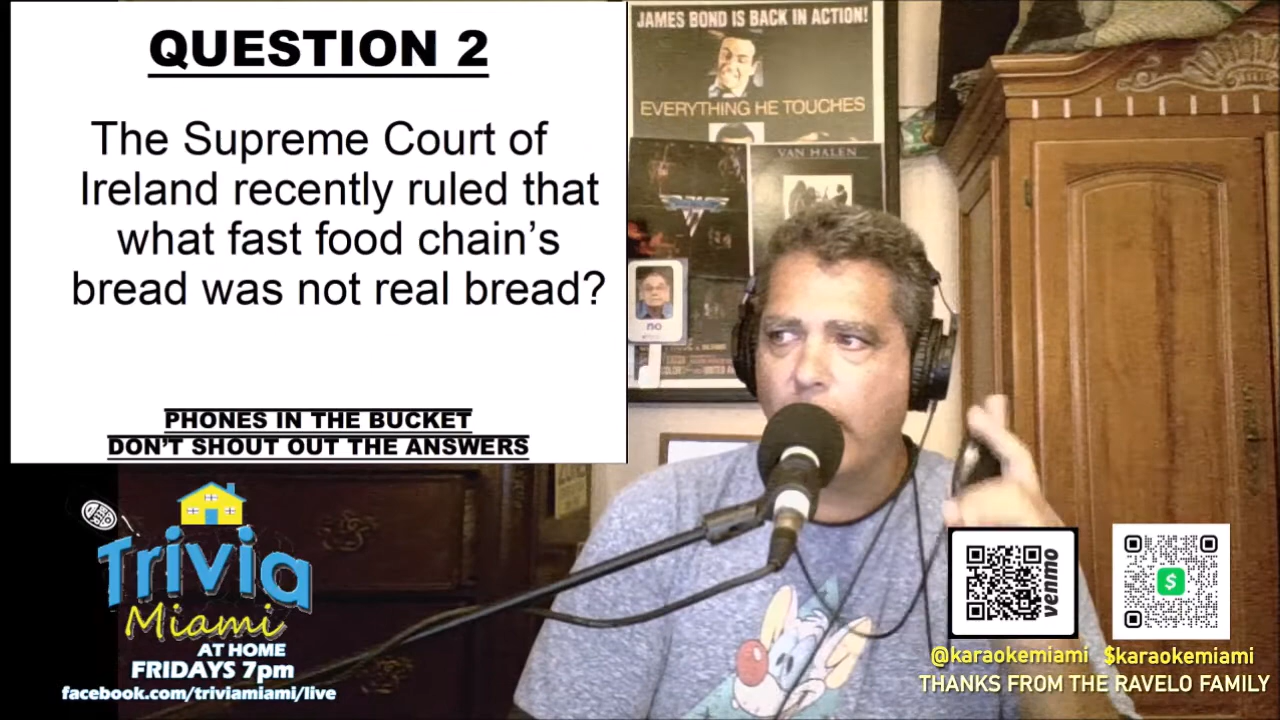 QUESTION 2
The Supreme Court of
Ireland recently ruled that
what fast food chain’s
bread was not real bread?
PHONES IN THE BUCKET
DON’T SHOUT OUT THE ANSWERS
JAMES BOND IS BACK IN ACTION!
EVERYTHING HE TOUCHES
VAN HALEN
no
Trivia
Miami
AT HOME
FRIDAYS 7pm
facebook.com/triviamiami/live
venmo
$
@karaokemiami $karaokemiami
THANKS FROM THE RAVELO FAMILY